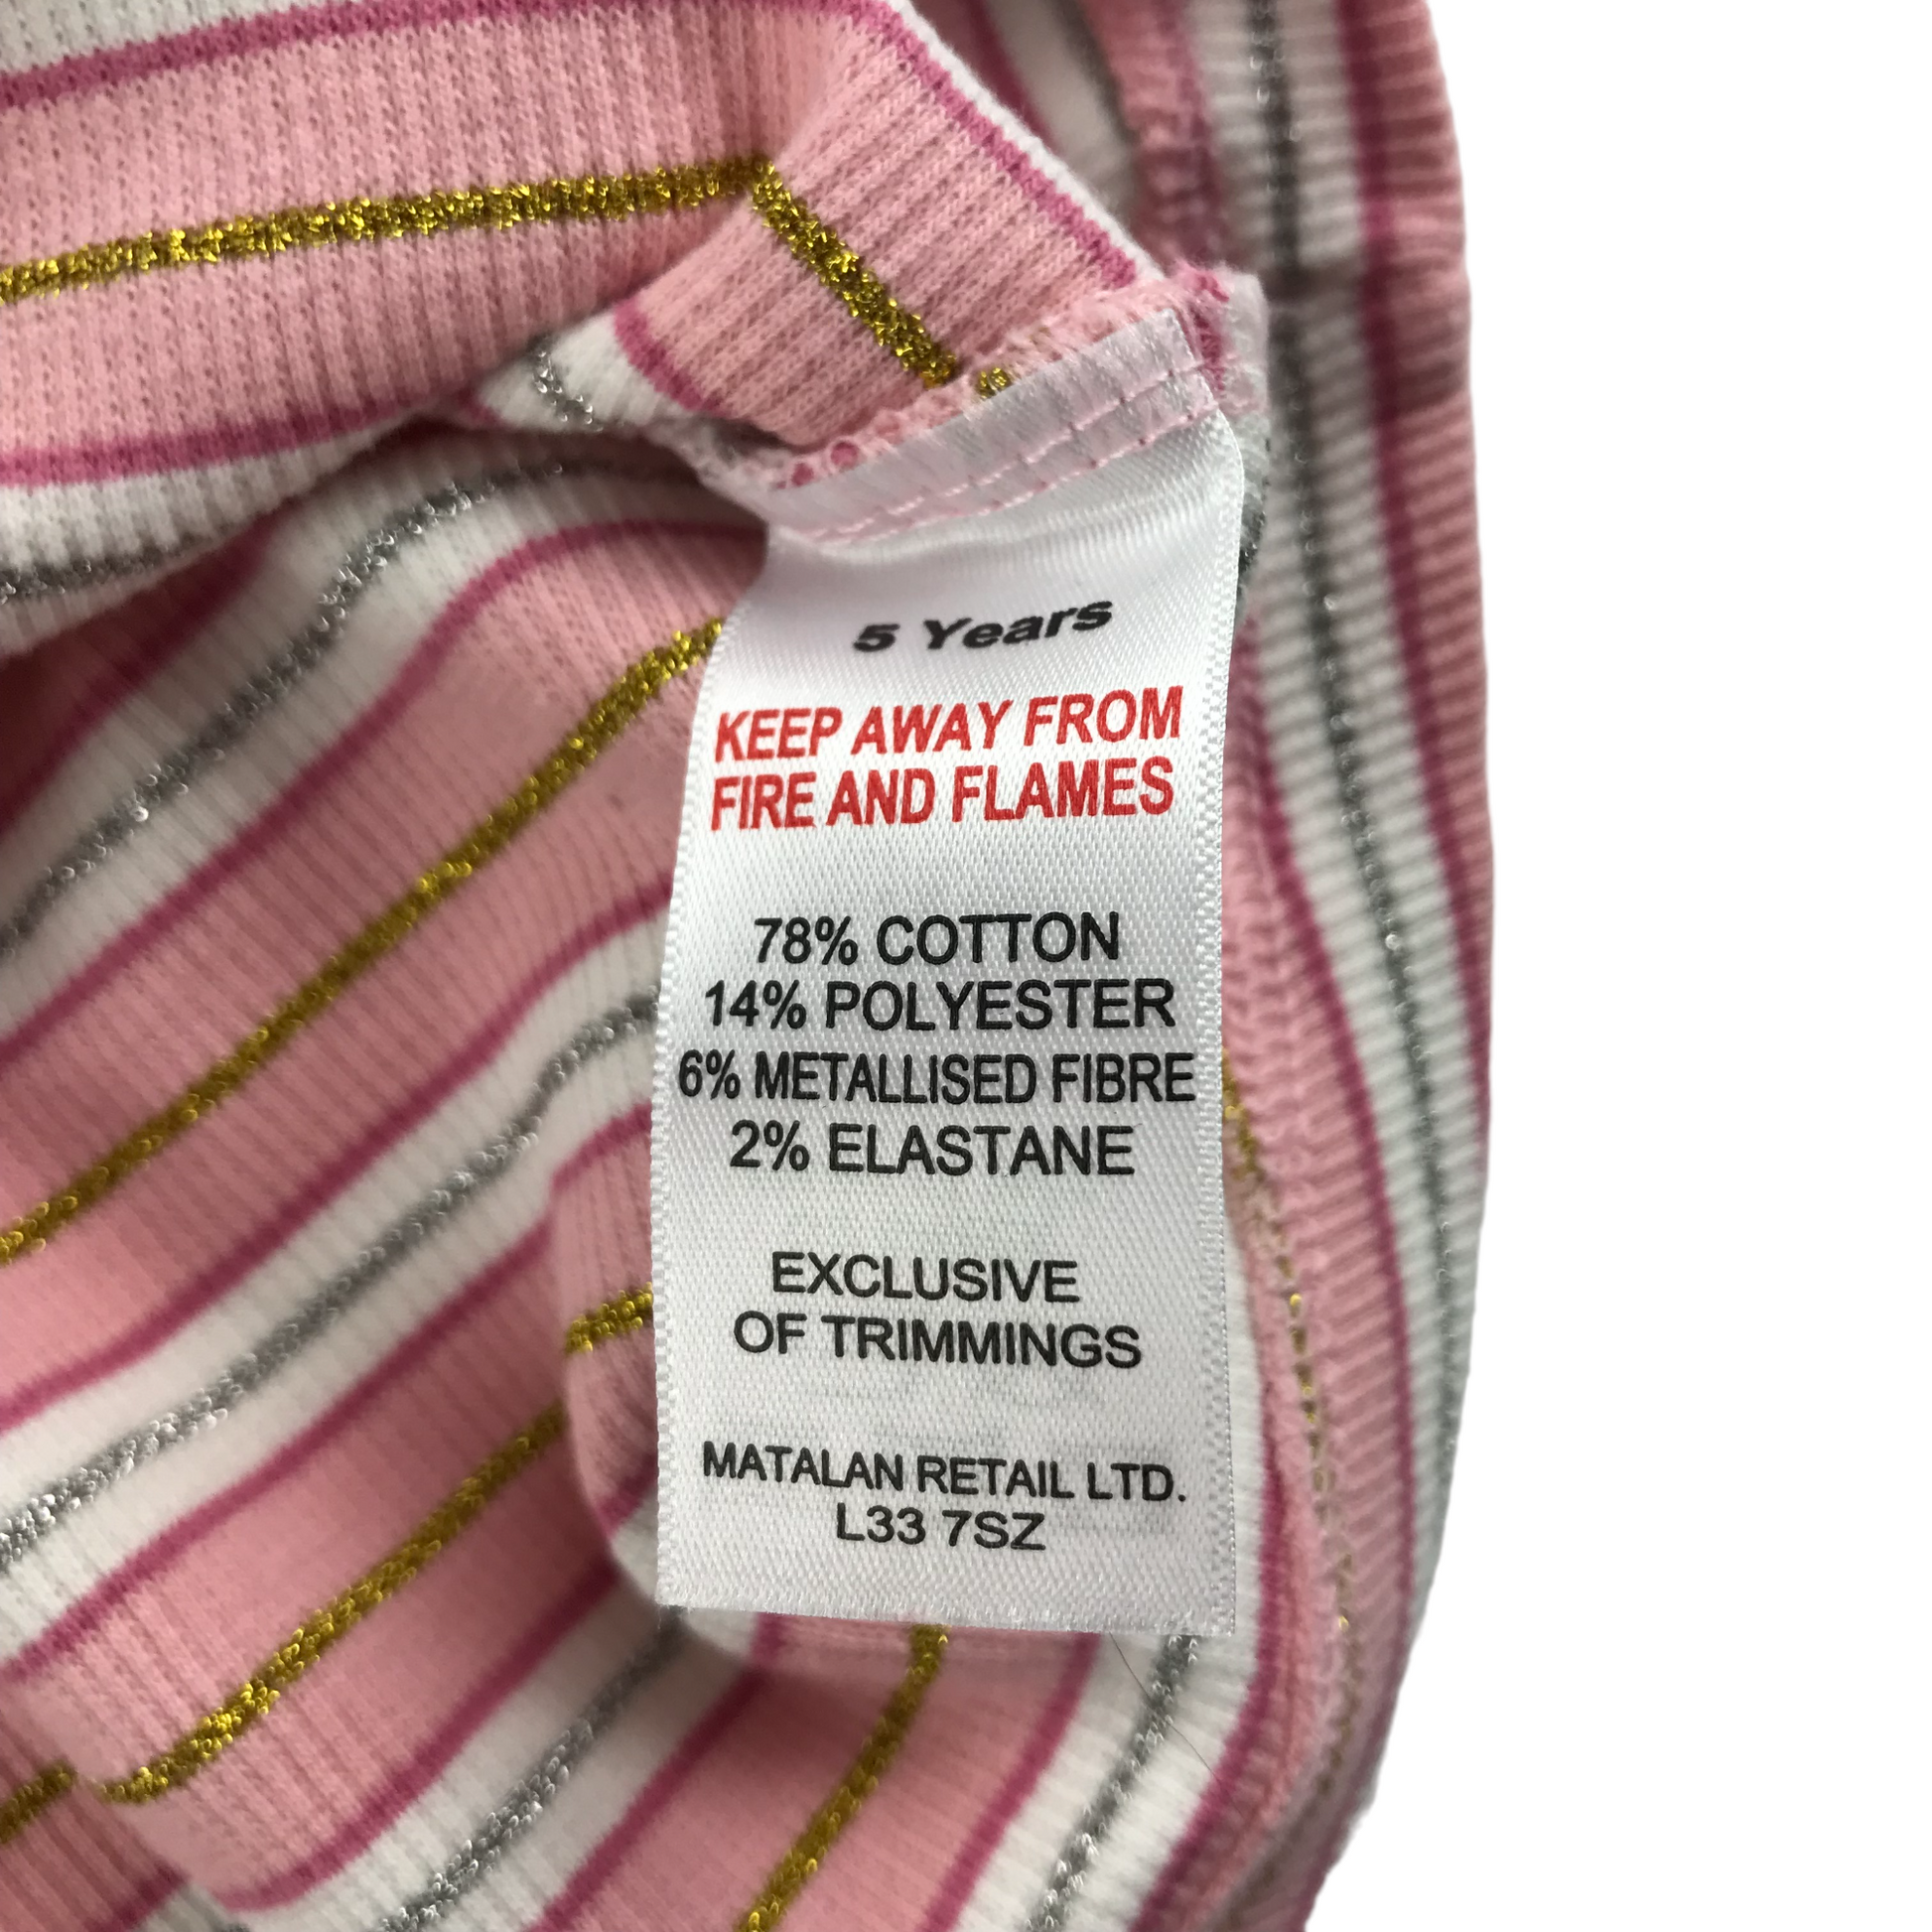 5 Years
KEEP AWAY FROM
FIRE AND FLAMES
78% COTTON
14% POLYESTER
6% METALLISED FIBRE
2% ELASTANE
EXCLUSIVE
OF TRIMMINGS
MATALAN RETAIL LTD.
L33 7SZ